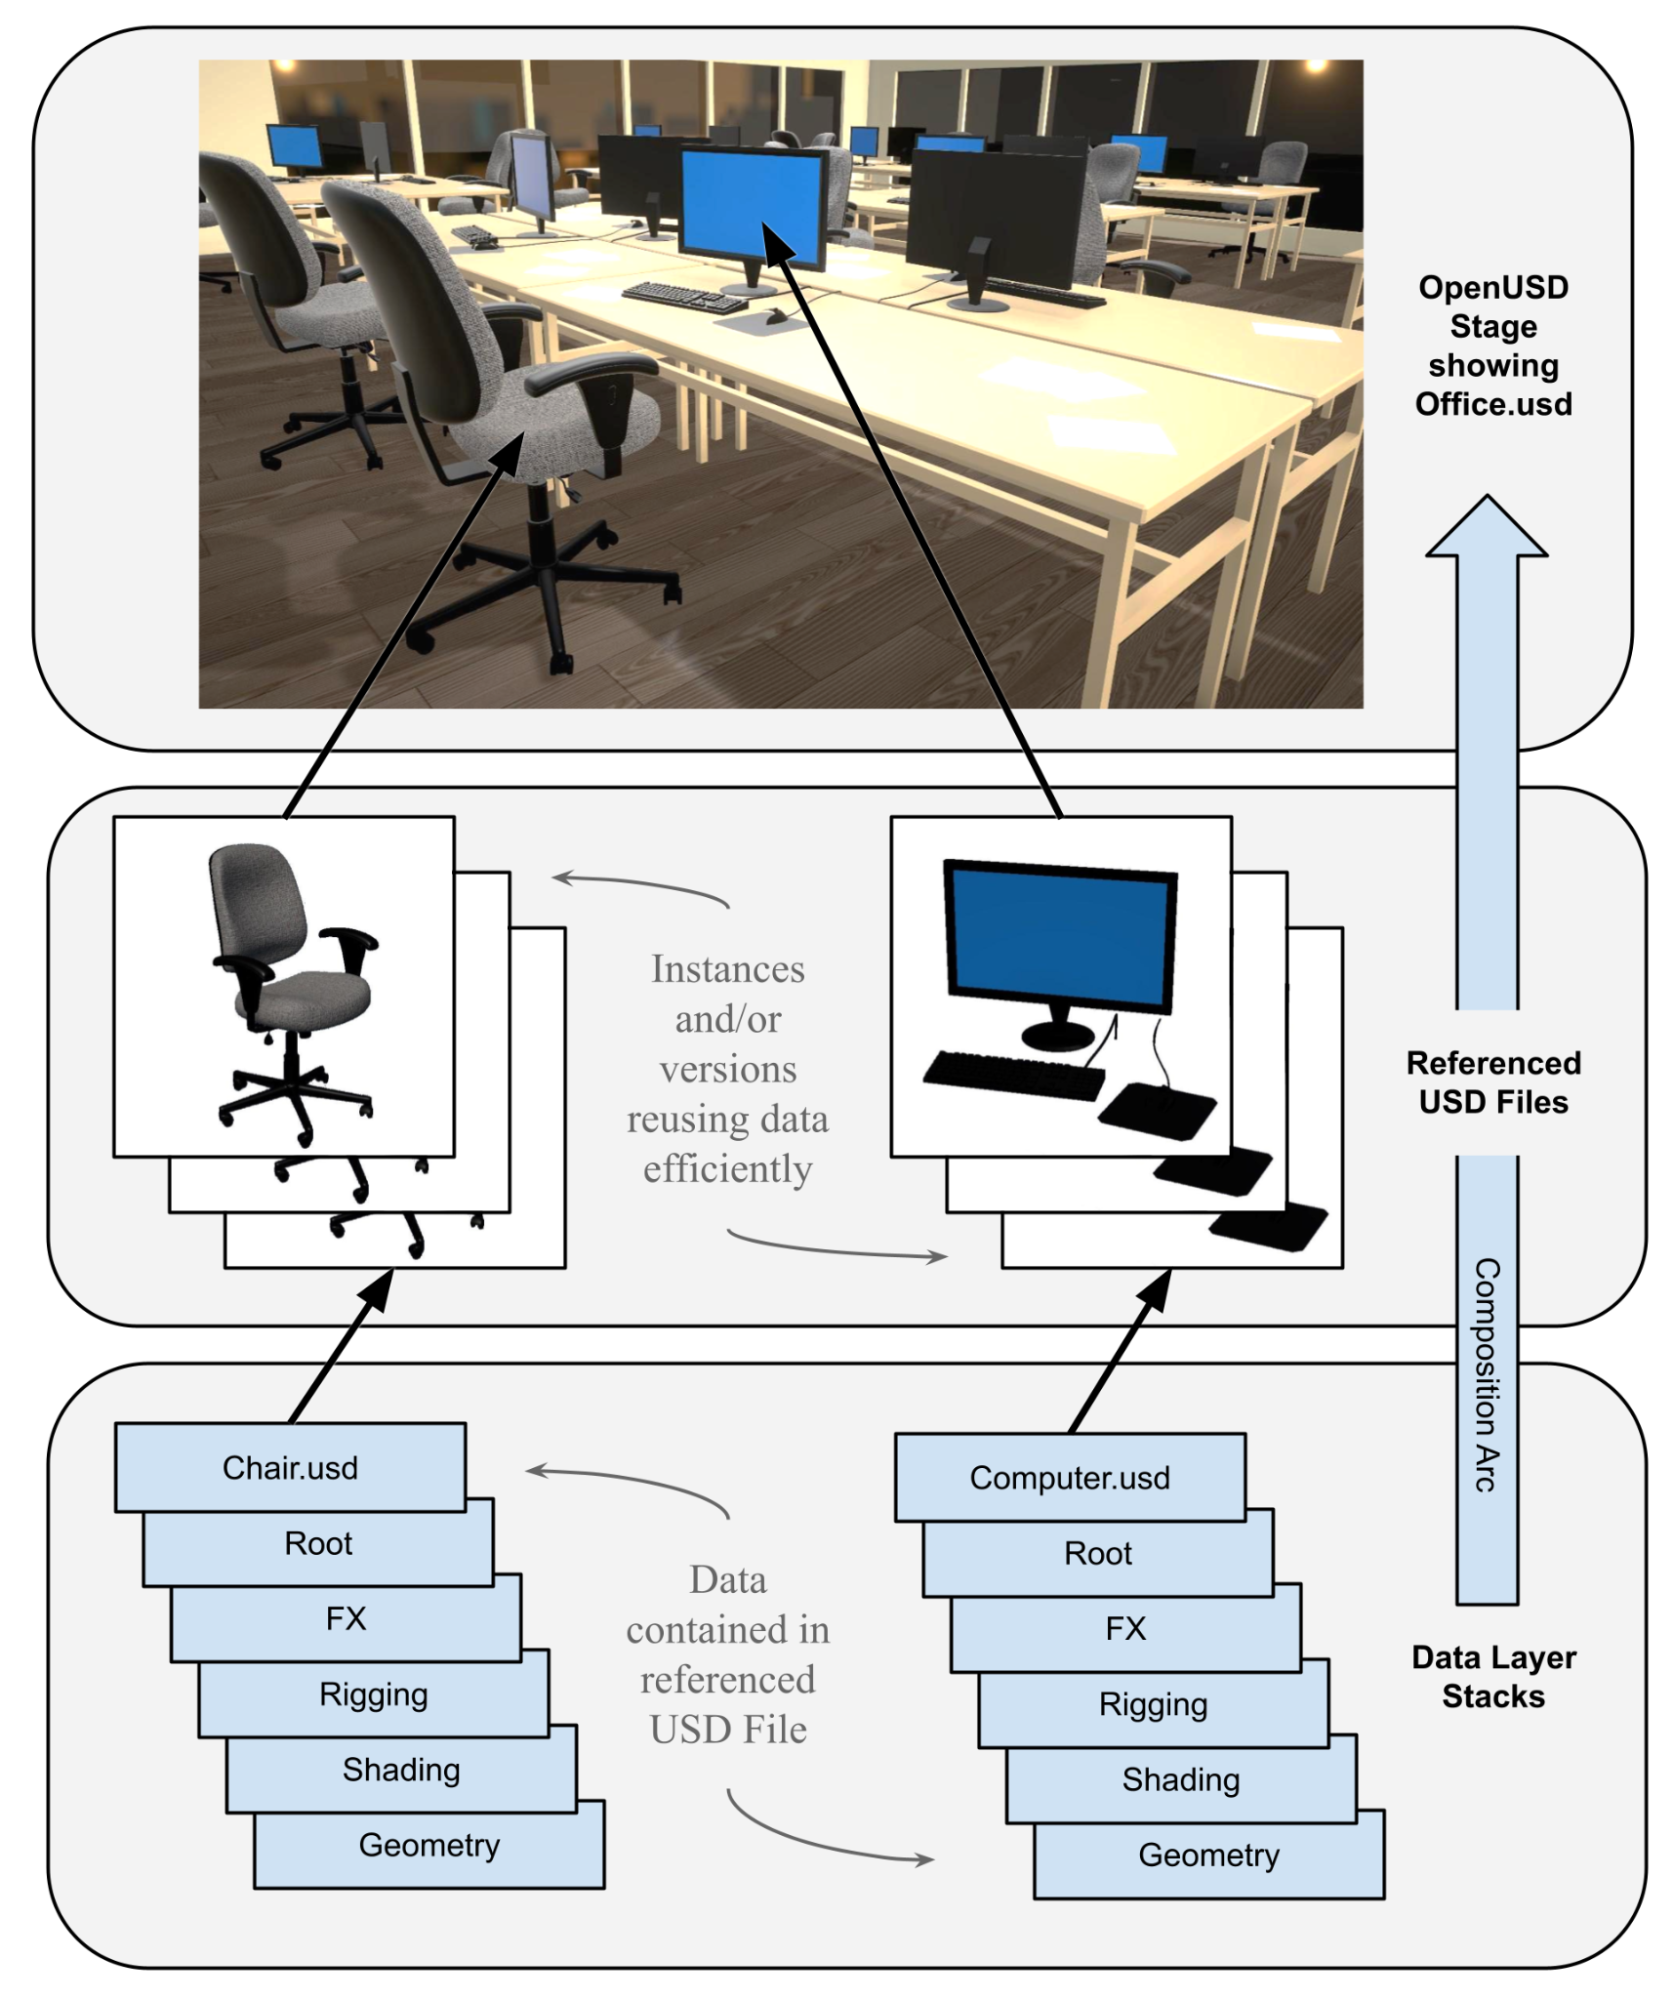 OpenUSD
Stage
showing
Office.usd
Instances
and/or
versions
reusing data
efficiently
Referenced
USD Files
Composition Arc
Chair.usd
Root
FX
Rigging
Shading
Geometry
Data
contained in
referenced
USD File
Computer.usd
Root
FX
Rigging
Shading
Geometry
Data Layer
Stacks